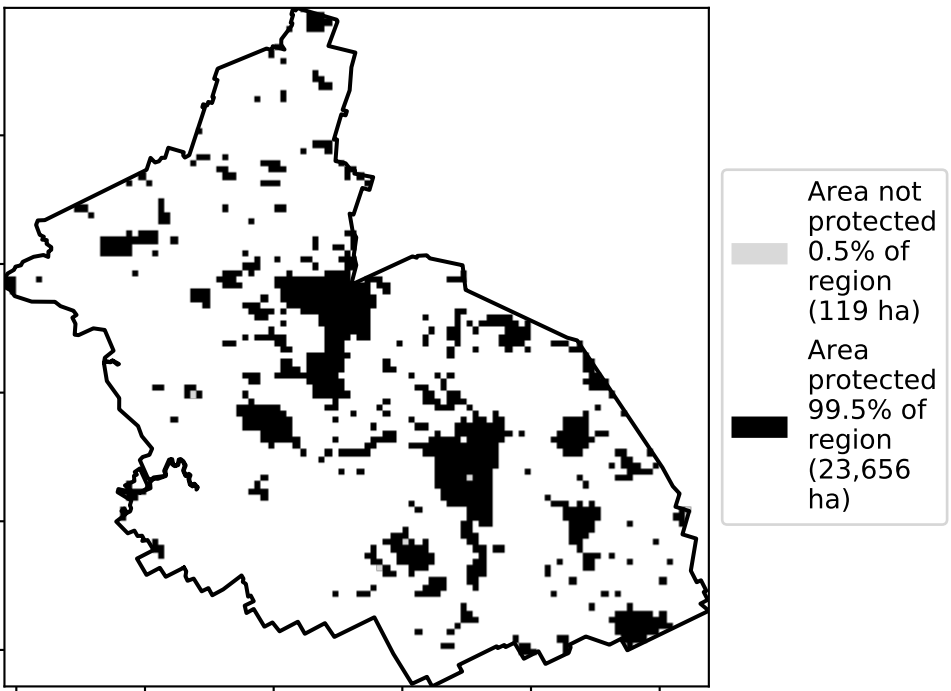 Area not
protected
0.5% of
region
(119 ha)
Area
protected
99.5% of
region
(23,656
ha)